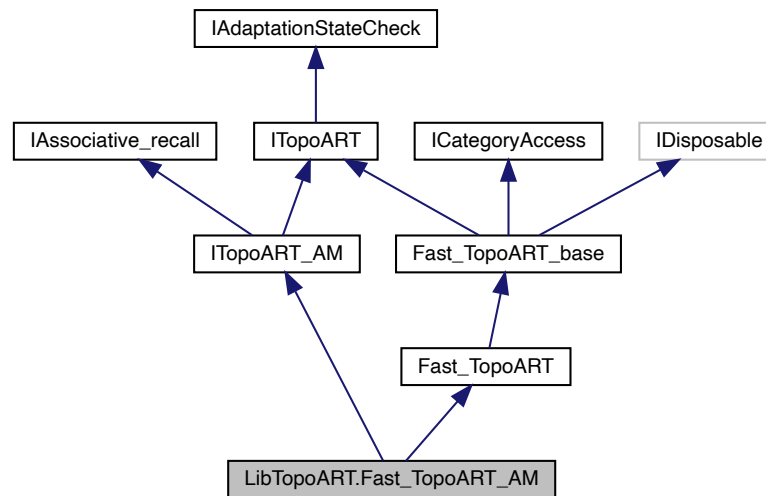 IAdaptationStateCheck
IAssociative_recall
ITopoART
ICategoryAccess
IDisposable
ITopoART_AM
Fast_TopoART_base
Fast_TopoART
LibTopoART.Fast_TopoART_AM